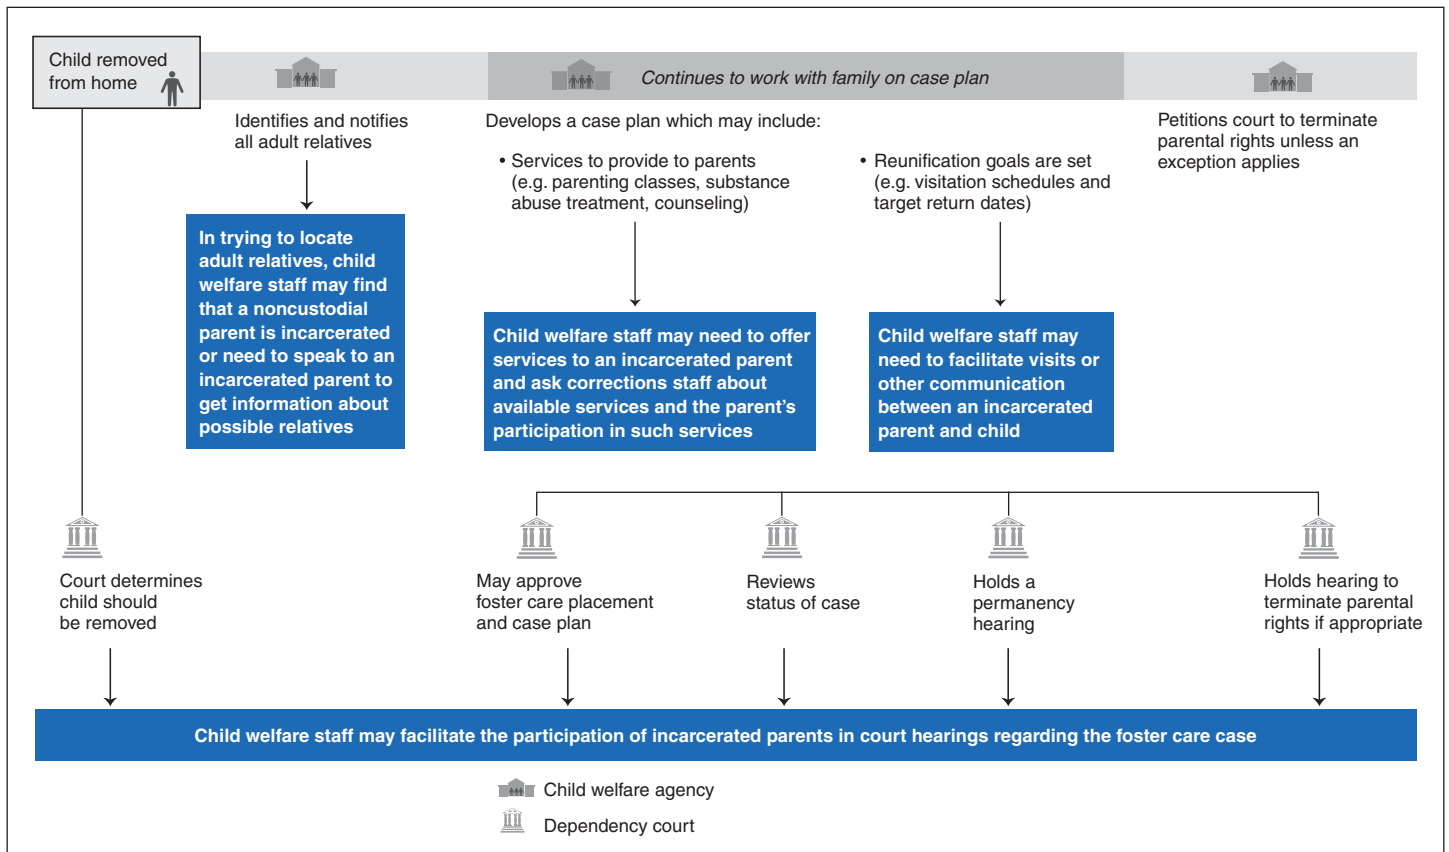 Child removed
from home
Continues to work with family on case plan
Identifies and notifies
all adult relatives
Develops a case plan which may include:
• Services to provide to parents
(e.g. parenting classes, substance
abuse treatment, counseling)
• Reunification goals are set
(e.g. visitation schedules and
target return dates)
Petitions court to terminate
parental rights unless an
exception applies
In trying to locate
adult relatives, child
welfare staff may find
that a noncustodial
parent is incarcerated
or need to speak to an
incarcerated parent to
get information about
possible relatives
Child welfare staff may need to offer
services to an incarcerated parent
and ask corrections staff about
available services and the parent’s
participation in such services
Child welfare staff may
need to facilitate visits or
other communication
between an incarcerated
parent and child
Court determines
child should
be removed
May approve
foster care placement
and case plan
Reviews
status of case
Holds a
permanency
hearing
Holds hearing to
terminate parental
rights if appropriate
Child welfare staff may facilitate the participation of incarcerated parents in court hearings regarding the foster care case
Child welfare agency
Dependency court